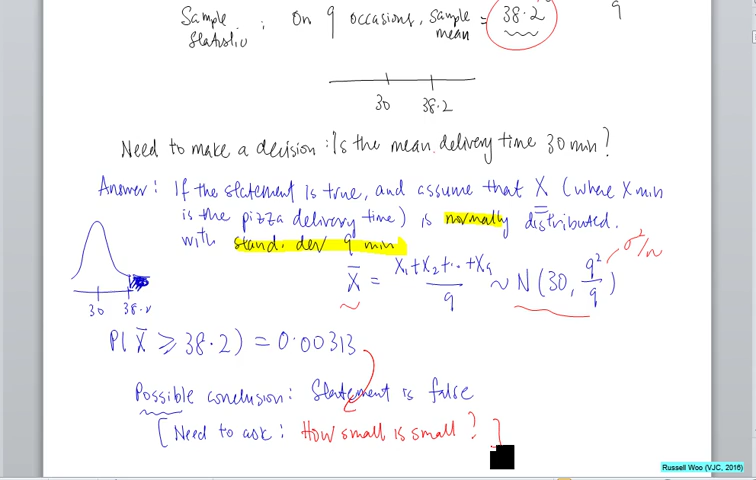 Sample statistic : On 9 occasions, sample mean = 38.2
9
30 38.2
Need to make a decision : Is the mean delivery time 30 min?
Answer : If the statement is true, and assume that X (where X min
is the pizza delivery time) is normally distributed.
with stand. dev 9 min
X̄ = (X₁+X₂+..+X₉)/9 ~ N(30, 9²/9) σ²/n
30 38.2
P(X̄ ≥ 38.2) = 0.00313
Possible conclusion: Statement is false
[Need to ask: How small is small? ]
Russell Woo (VJC, 2016)